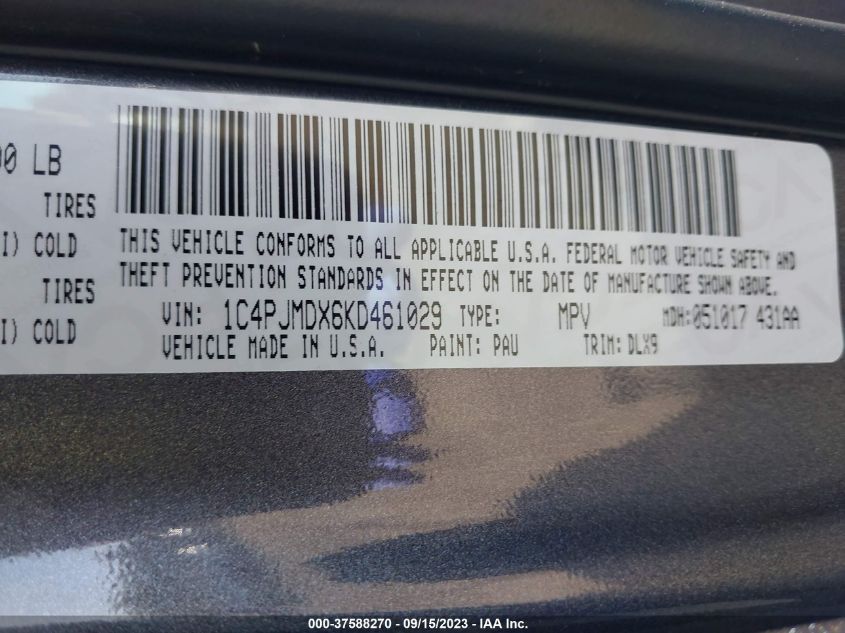 00 LB
TIRES
I) COLD
TIRES
I) COLD
THIS VEHICLE CONFORMS TO ALL APPLICABLE U.S.A. FEDERAL MOTOR VEHICLE SAFETY AND
THEFT PREVENTION STANDARDS IN EFFECT ON THE DATE OF MANUFACTURE SHOWN ABOVE.
VIN: 1C4PJMDX6KD461029 TYPE: MPV MDH:051017 431AA
VEHICLE MADE IN U.S.A. PAINT: PAU TRIM: DLX9
000-37588270 - 09/15/2023 - IAA Inc.